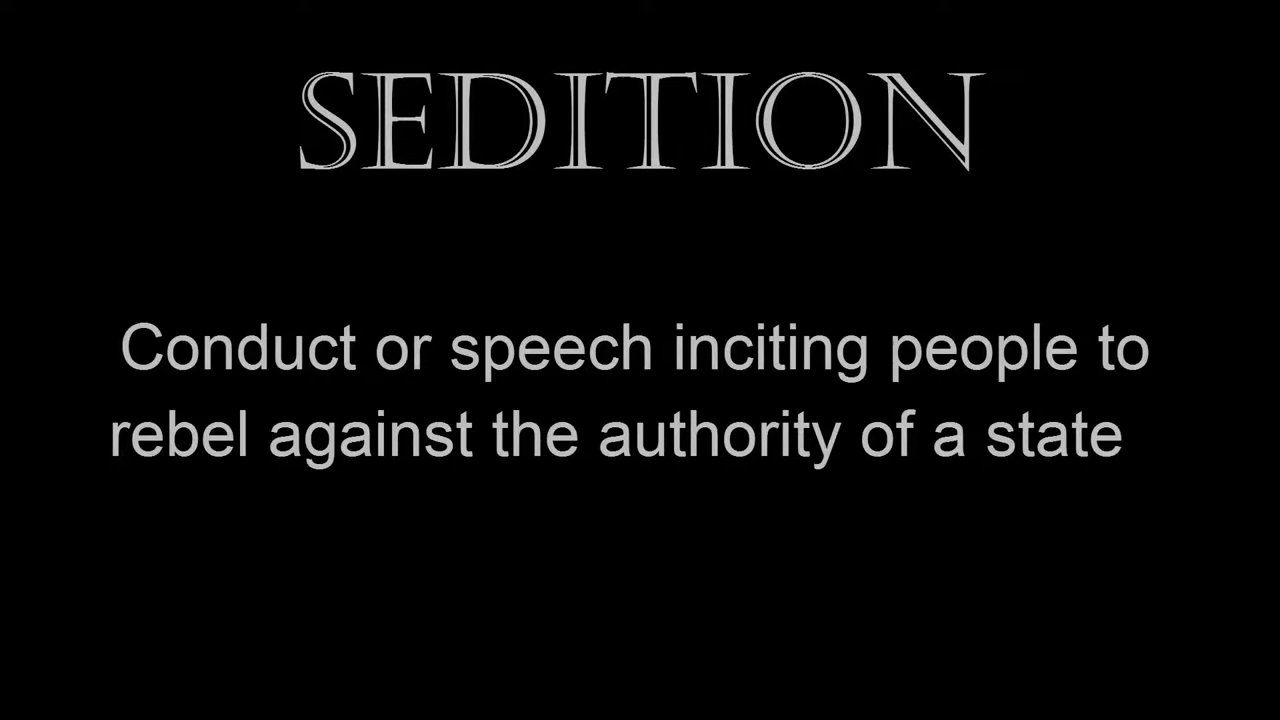 SEDITION
Conduct or speech inciting people to
rebel against the authority of a state